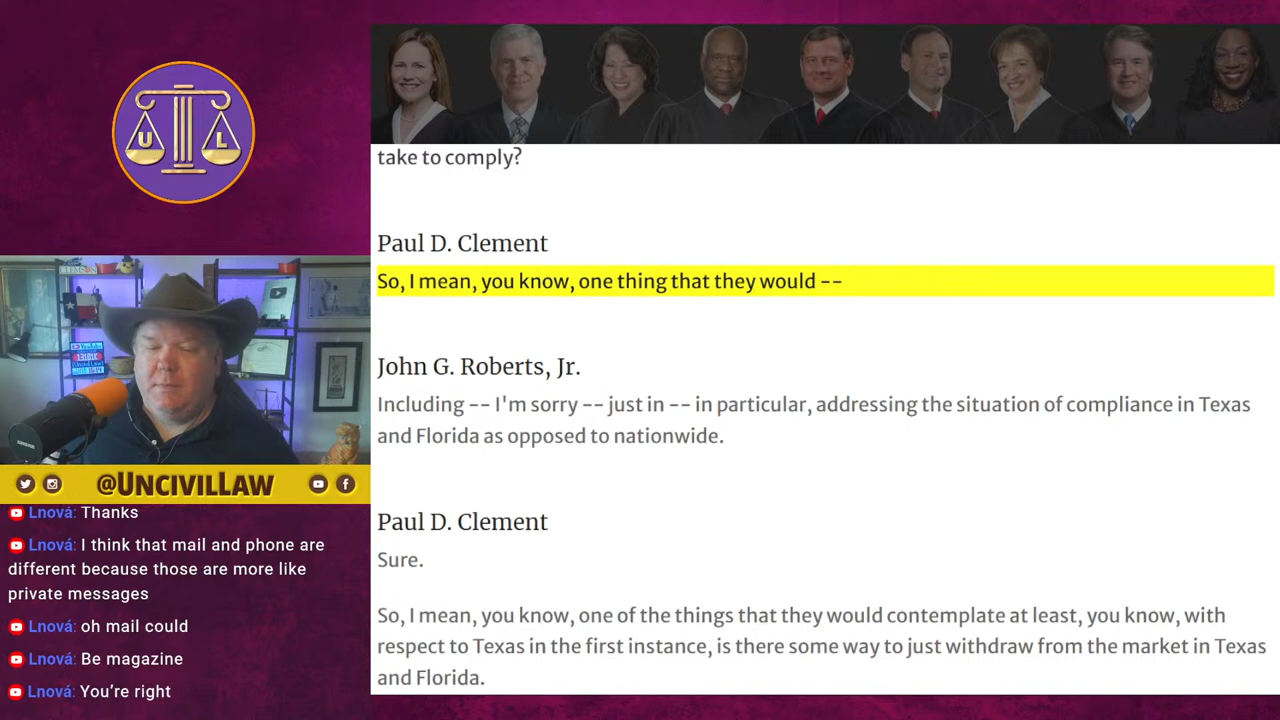 U L
CLEMSON
@UNCIVILLAW
Lnová: Thanks
Lnová: I think that mail and phone are
different because those are more like
private messages
Lnová: oh mail could
Lnová: Be magazine
Lnová: You’re right
take to comply?
Paul D. Clement
So, I mean, you know, one thing that they would --
John G. Roberts, Jr.
Including -- I'm sorry -- just in -- in particular, addressing the situation of compliance in Texas
and Florida as opposed to nationwide.
Paul D. Clement
Sure.
So, I mean, you know, one of the things that they would contemplate at least, you know, with
respect to Texas in the first instance, is there some way to just withdraw from the market in Texas
and Florida.